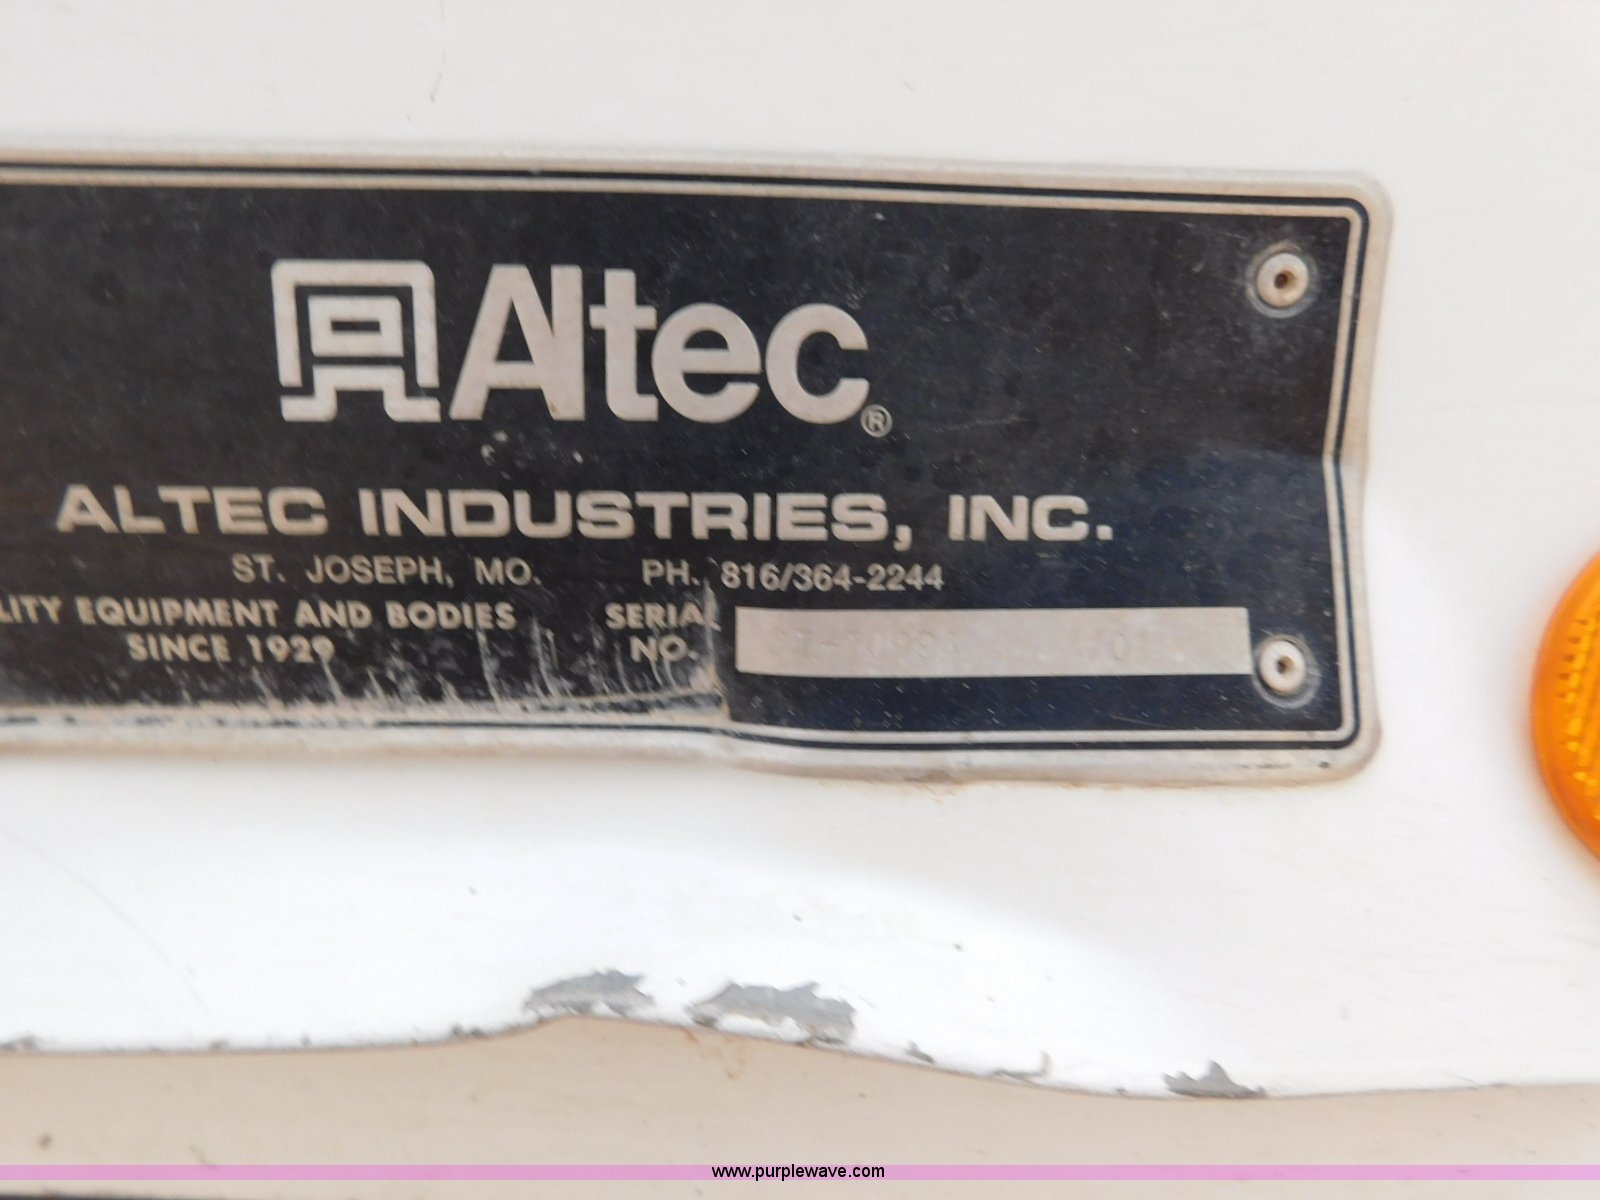 Altec®
ALTEC INDUSTRIES, INC.
ST. JOSEPH, MO. PH. 816/364-2244
LITY EQUIPMENT AND BODIES
SINCE 1929
SERIAL
NO.
www.purplewave.com